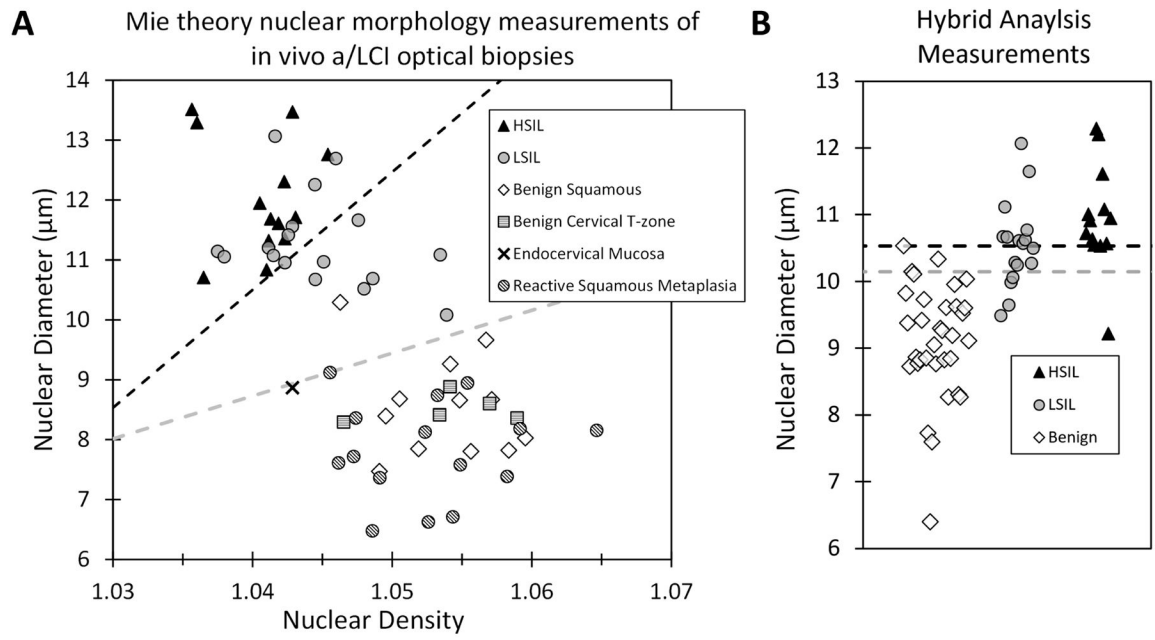 A
Mie theory nuclear morphology measurements of
in vivo a/LCI optical biopsies
14
13
12
11
10
9
8
7
6
Nuclear Diameter (µm)
1.03
1.04
1.05
1.06
1.07
Nuclear Density
HSIL
LSIL
Benign Squamous
Benign Cervical T-zone
Endocervical Mucosa
Reactive Squamous Metaplasia
B
Hybrid Anaylsis
Measurements
13
12
11
10
9
8
7
6
Nuclear Diameter (µm)
HSIL
LSIL
Benign